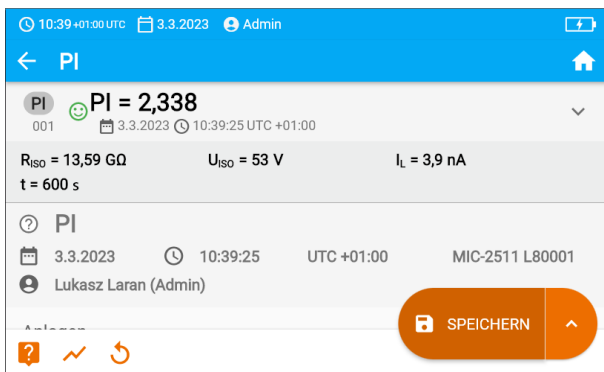 10:39 +01:00 UTC 3.3.2023 Admin
PI
PI PI = 2,338
001 3.3.2023 10:39:25 UTC +01:00
RISO = 13,59 GΩ UISO = 53 V IL = 3,9 nA
t = 600 s
PI
3.3.2023 10:39:25 UTC +01:00 MIC-2511 L80001
Lukasz Laran (Admin)
SPEICHERN